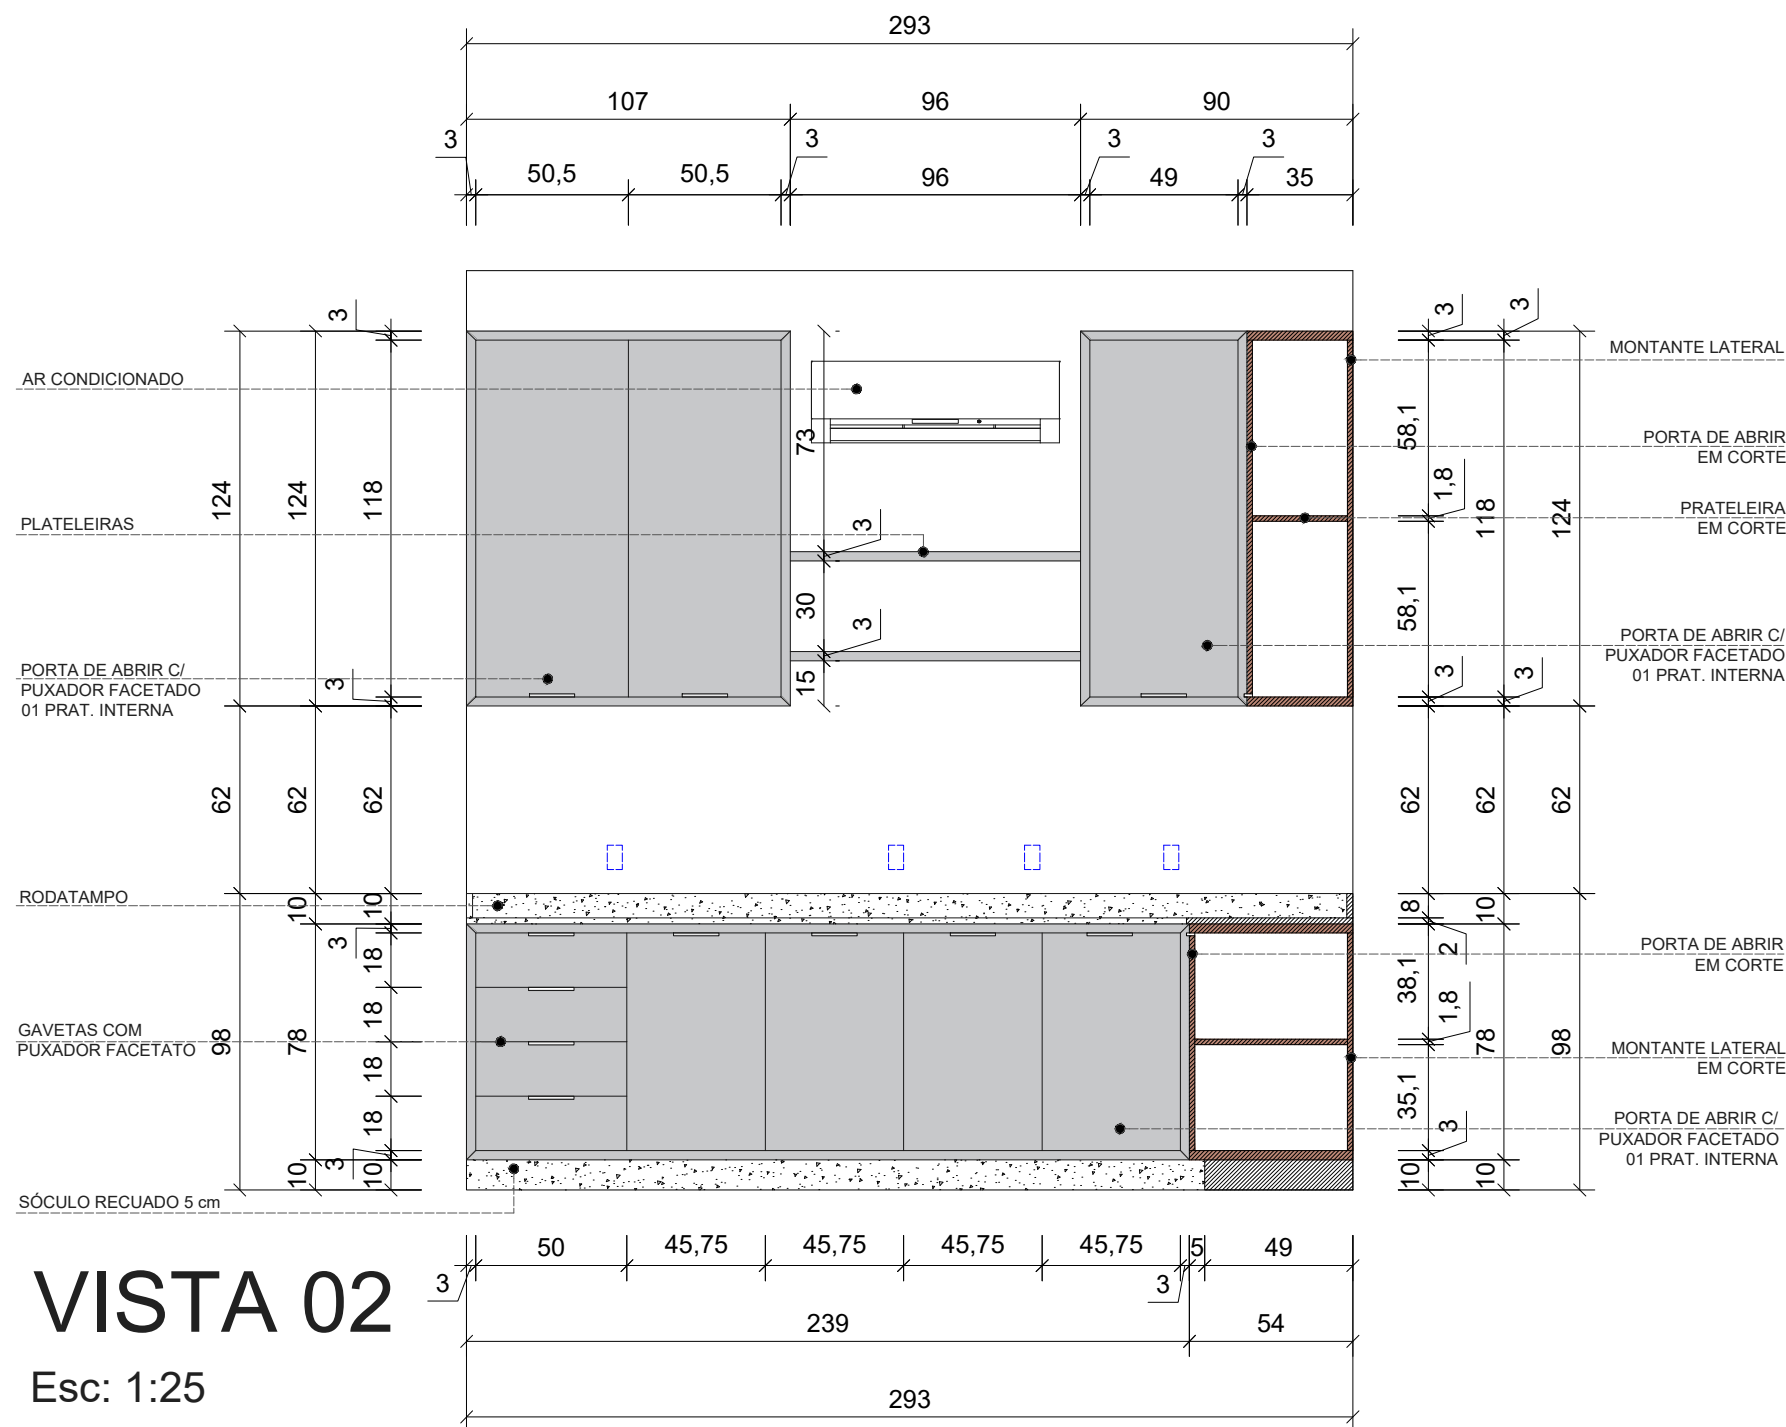 293
107 96 90
3 3 3 3
50,5 50,5 96 49 35
3 3 3
MONTANTE LATERAL
AR CONDICIONADO
73 58,1
PORTA DE ABRIR
EM CORTE
124 124 118 1,8 118 124
PLATELEIRAS
3
PRATELEIRA
EM CORTE
30 58,1
3
PORTA DE ABRIR C/
PUXADOR FACETADO
01 PRAT. INTERNA
PORTA DE ABRIR C/
PUXADOR FACETADO
01 PRAT. INTERNA
3 15 3 3
62 62 62 62 62 62
RODATAMPO
10 10 8 10
3 18 2
PORTA DE ABRIR
EM CORTE
38,1
1,8
GAVETAS COM
PUXADOR FACETATO
98 78 18 78 98
MONTANTE LATERAL
EM CORTE
18 35,1
18 3
PORTA DE ABRIR C/
PUXADOR FACETADO
01 PRAT. INTERNA
10 3 10 10 10
SÓCULO RECUADO 5 cm
50 45,75 45,75 45,75 45,75 5 49
3 3
239 54
293
VISTA 02
Esc: 1:25